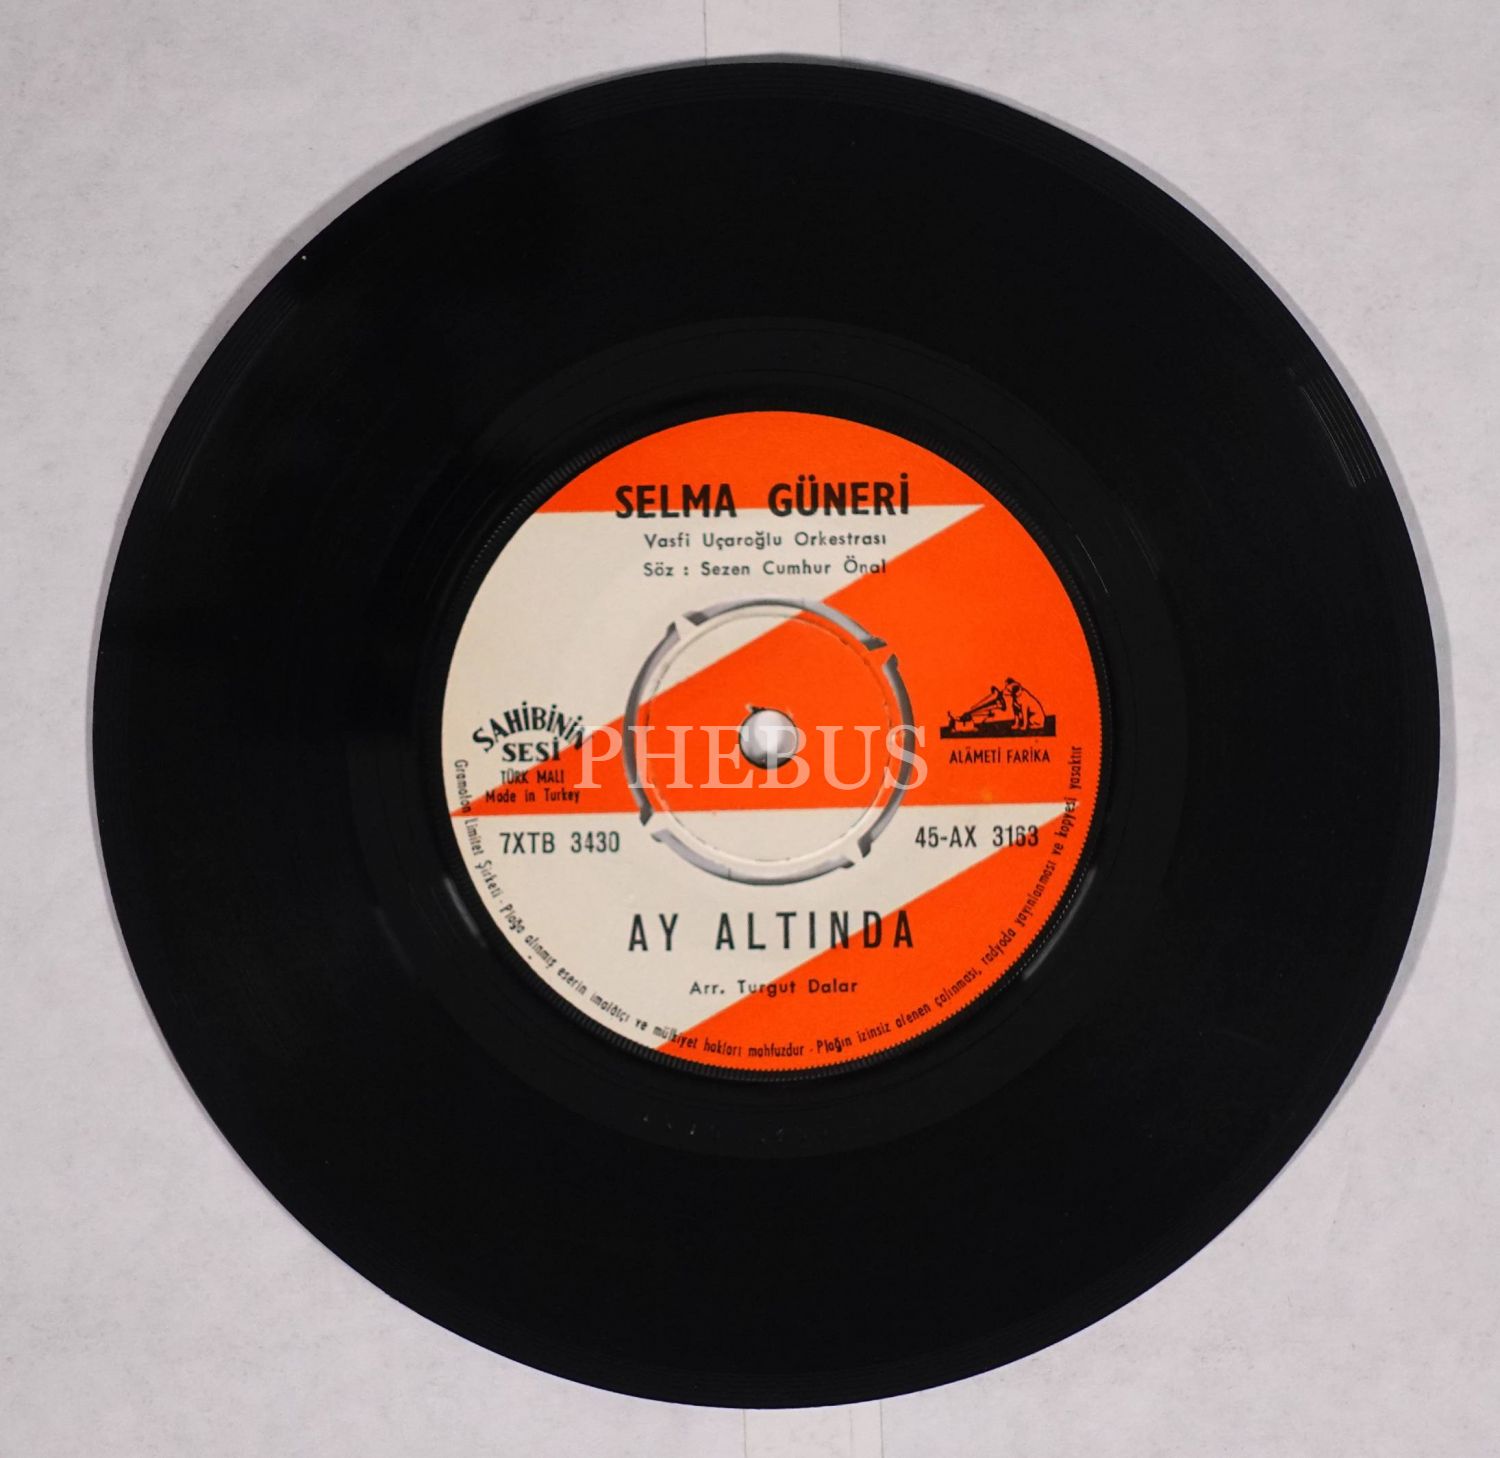 SELMA GÜNERİ
Vasfi Uçaroğlu Orkestrası
Söz : Sezen Cumhur Önal
SAHİBİNİN
SESİ
TÜRK MALI
Made in Turkey
ALÂMETİ FARİKA
PHEBUS
7XTB 3430
45-AX 3163
AY ALTINDA
Arr. Turgut Dalar
Gramofon Limitet Şirketi - Plağa alınmış eserin imalâtçı ve mülkiyet hakları mahfuzdur - Plağın izinsiz alenen çalınması, radyoda yayınlanması ve kopyesi yasaktır